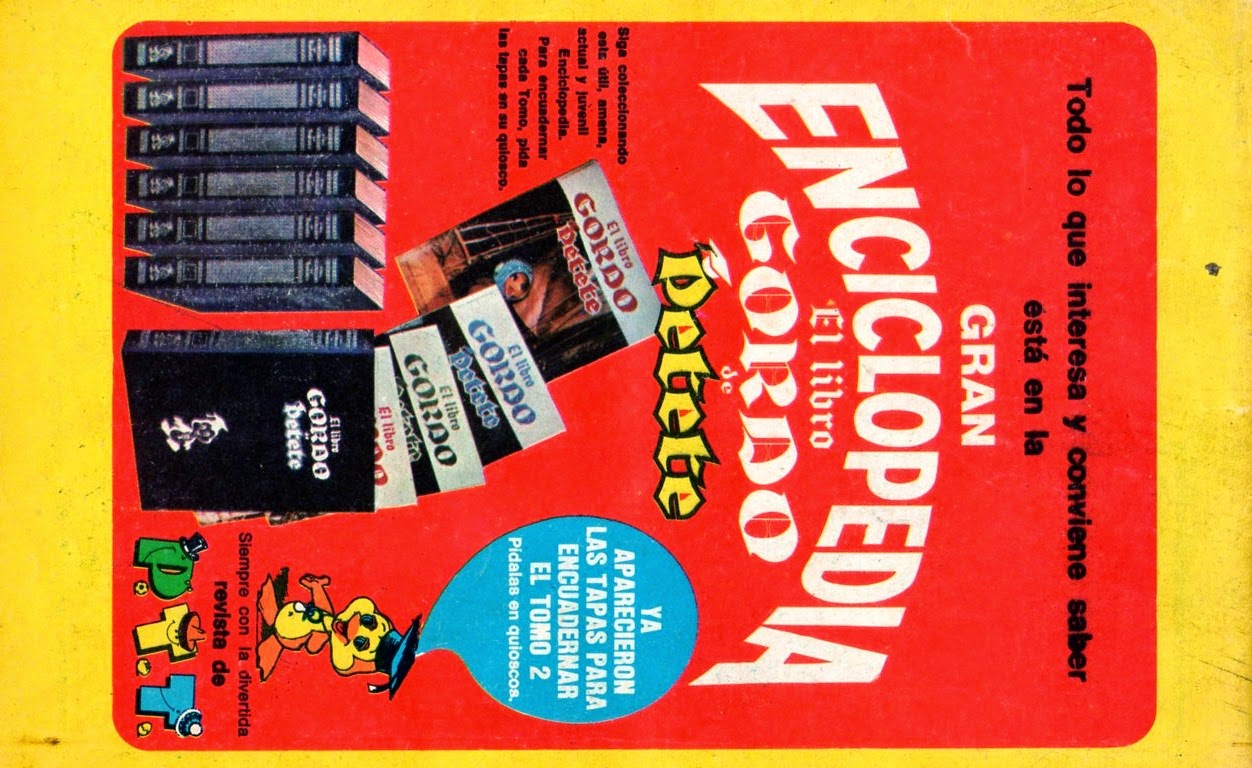 Todo lo que interesa y conviene saber
está en la
GRAN
ENCICLOPEDIA
El libro
GORDO
de
Petete
Siga coleccionando
esta útil, amena,
actual y juvenil
Enciclopedia.
Para encuadernar
cada Tomo, pida
las tapas en su quiosco.
El libro
GORDO
Petete
El libro
GORDO
Petete
El libro
GORDO
Petete
El libro
GORDO
El libro
GORDO
de
Petete
YA
APARECIERON
LAS TAPAS PARA
ENCUADERNAR
EL TOMO 2
Pídalas en quioscos.
Siempre con la divertida
revista de
PTT